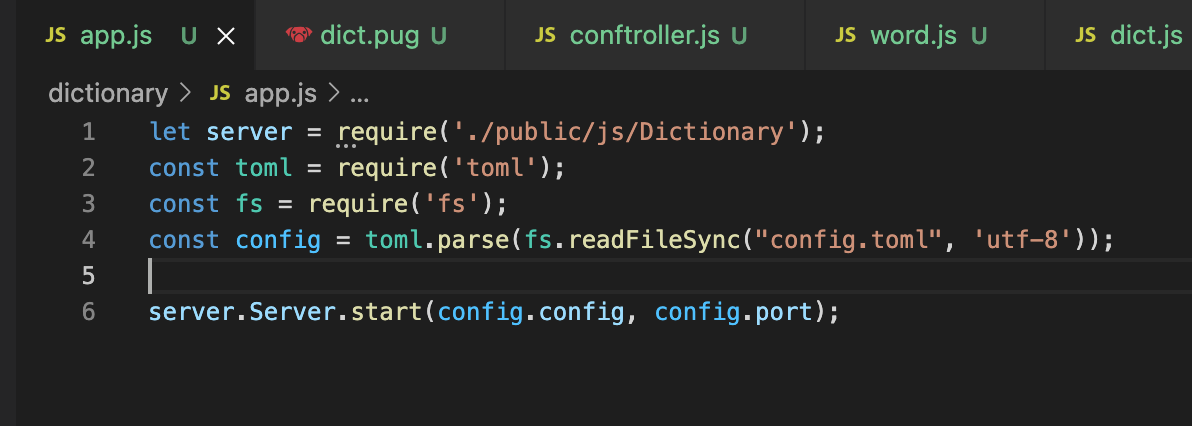 JS app.js U × dict.pug U JS conftroller.js U JS word.js U JS dict.js
dictionary > JS app.js > ...
1 let server = require('./public/js/Dictionary');
2 const toml = require('toml');
3 const fs = require('fs');
4 const config = toml.parse(fs.readFileSync("config.toml", 'utf-8'));
5
6 server.Server.start(config.config, config.port);